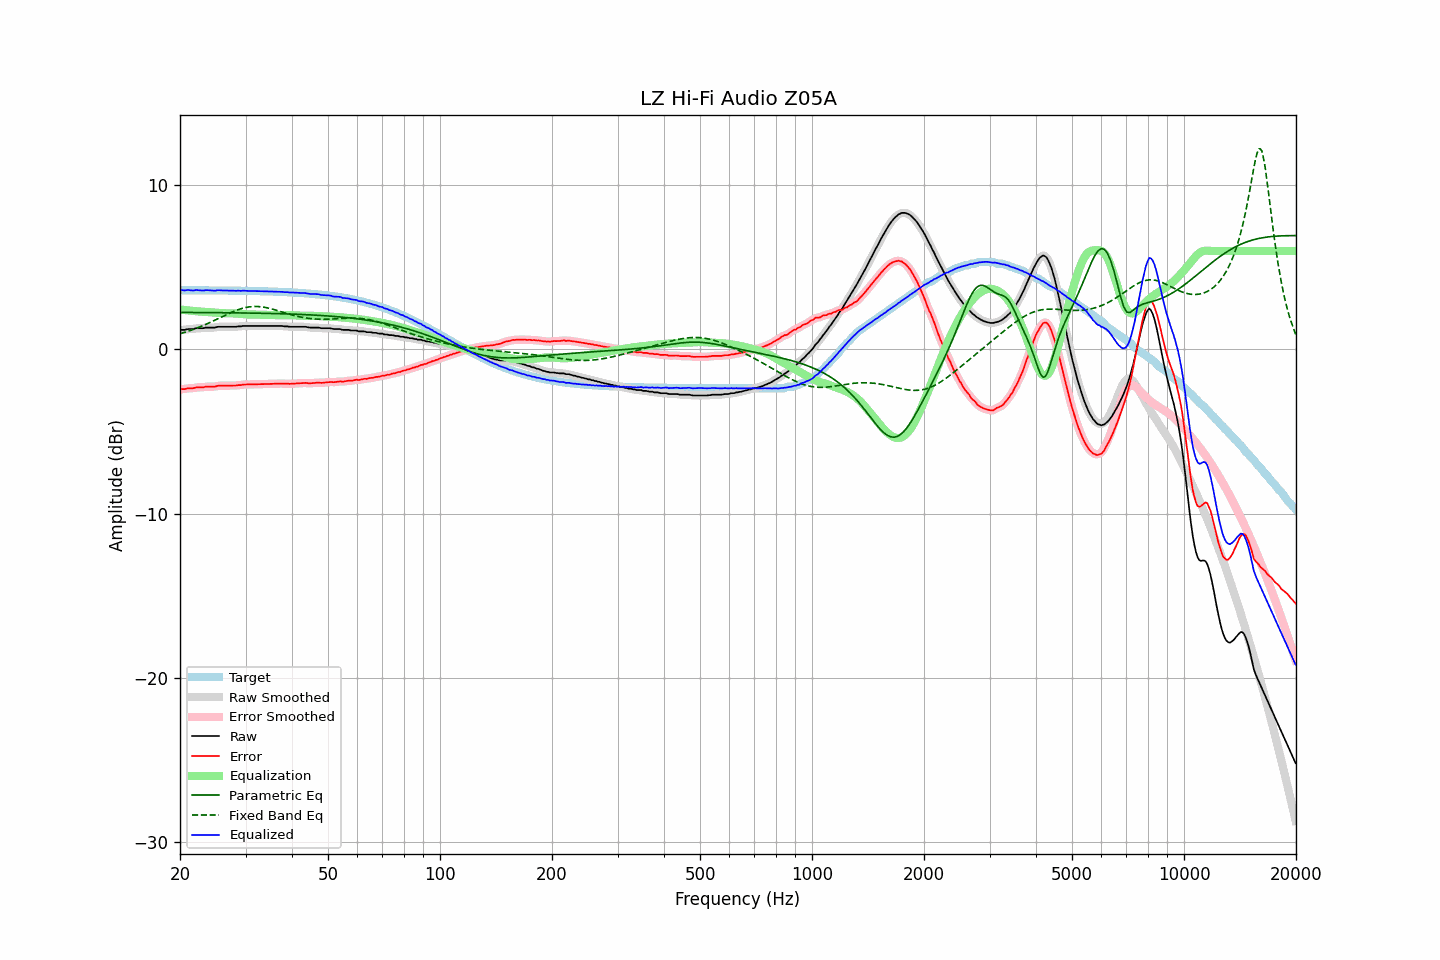 LZ Hi-Fi Audio Z05A
Amplitude (dBr)
10
0
−10
−20
−30
Target
Raw Smoothed
Error Smoothed
Raw
Error
Equalization
Parametric Eq
Fixed Band Eq
Equalized
20 50 100 200 500 1000 2000 5000 10000 20000
Frequency (Hz)